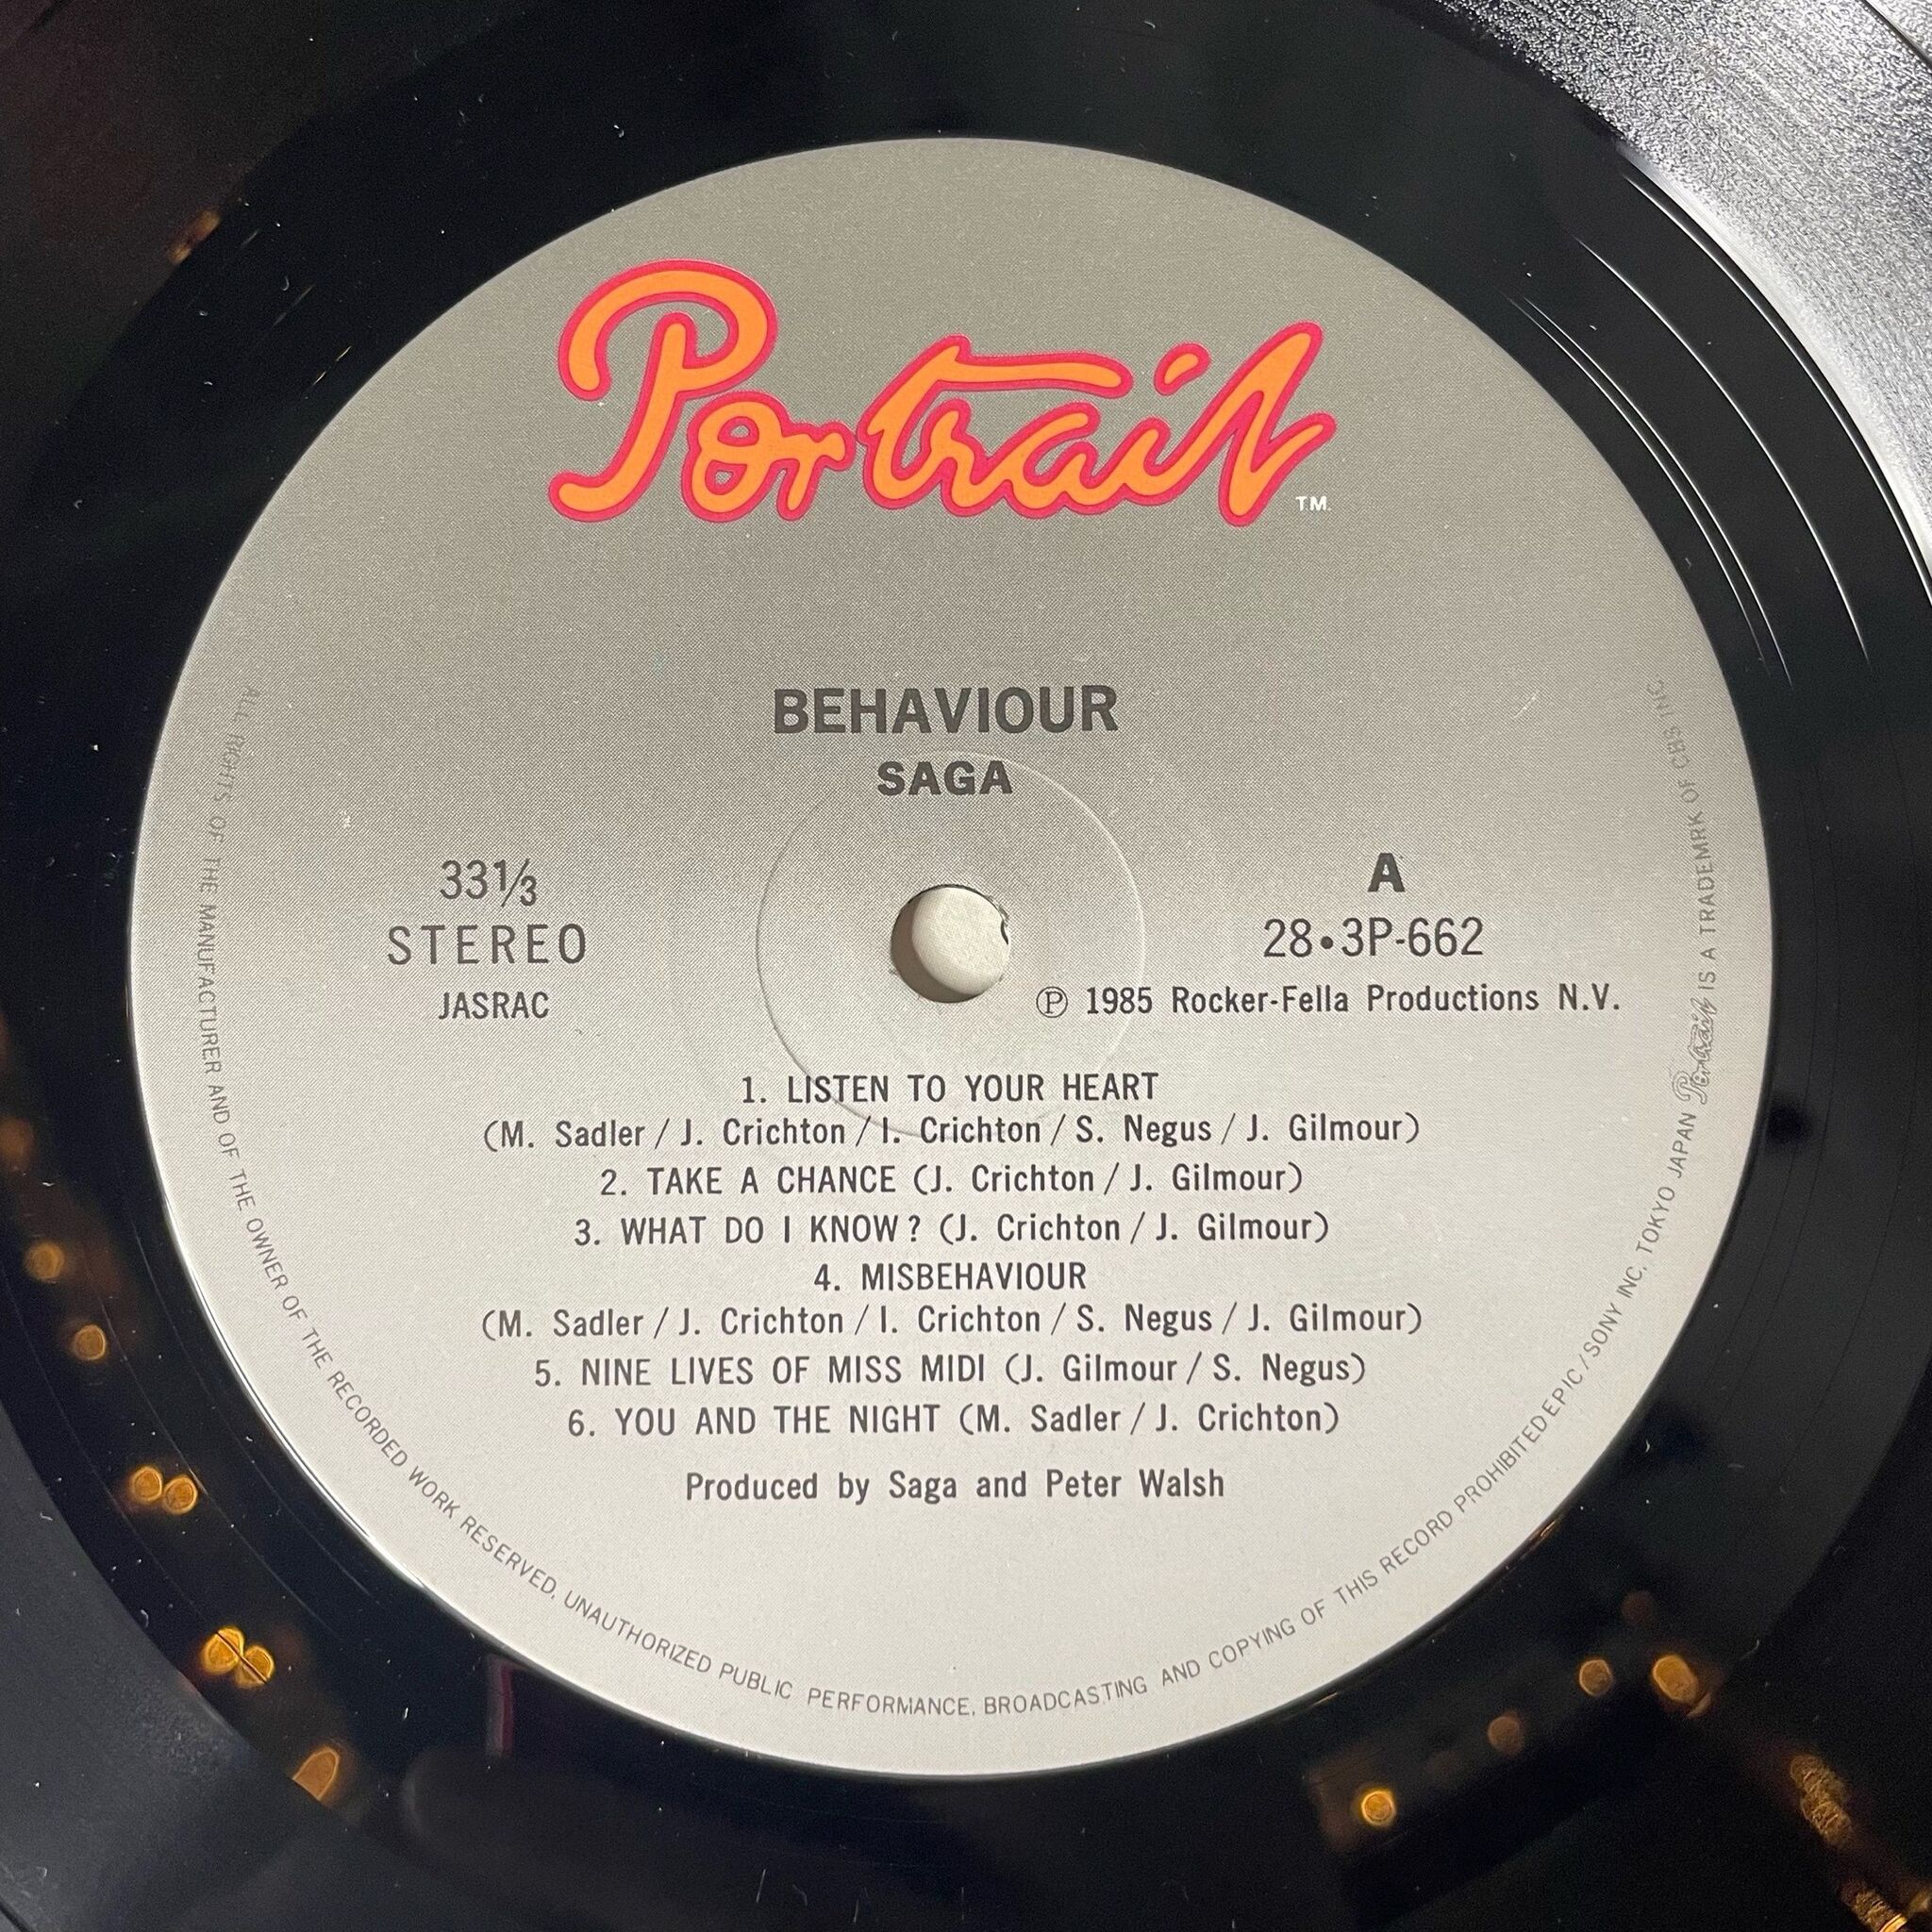 Portrait
T.M.
BEHAVIOUR
SAGA
33⅓
STEREO
JASRAC
A
28•3P-662
Ⓟ 1985 Rocker-Fella Productions N.V.
1. LISTEN TO YOUR HEART
(M. Sadler / J. Crichton / I. Crichton / S. Negus / J. Gilmour)
2. TAKE A CHANCE (J. Crichton / J. Gilmour)
3. WHAT DO I KNOW? (J. Crichton / J. Gilmour)
4. MISBEHAVIOUR
(M. Sadler / J. Crichton / I. Crichton / S. Negus / J. Gilmour)
5. NINE LIVES OF MISS MIDI (J. Gilmour / S. Negus)
6. YOU AND THE NIGHT (M. Sadler / J. Crichton)
Produced by Saga and Peter Walsh
ALL RIGHTS OF THE MANUFACTURER AND OF THE OWNER OF THE RECORDED WORK RESERVED, UNAUTHORIZED PUBLIC PERFORMANCE, BROADCASTING AND COPYING OF THIS RECORD PROHIBITED EPIC/SONY INC. TOKYO JAPAN Portrait IS A TRADEMRK OF CBS INC.